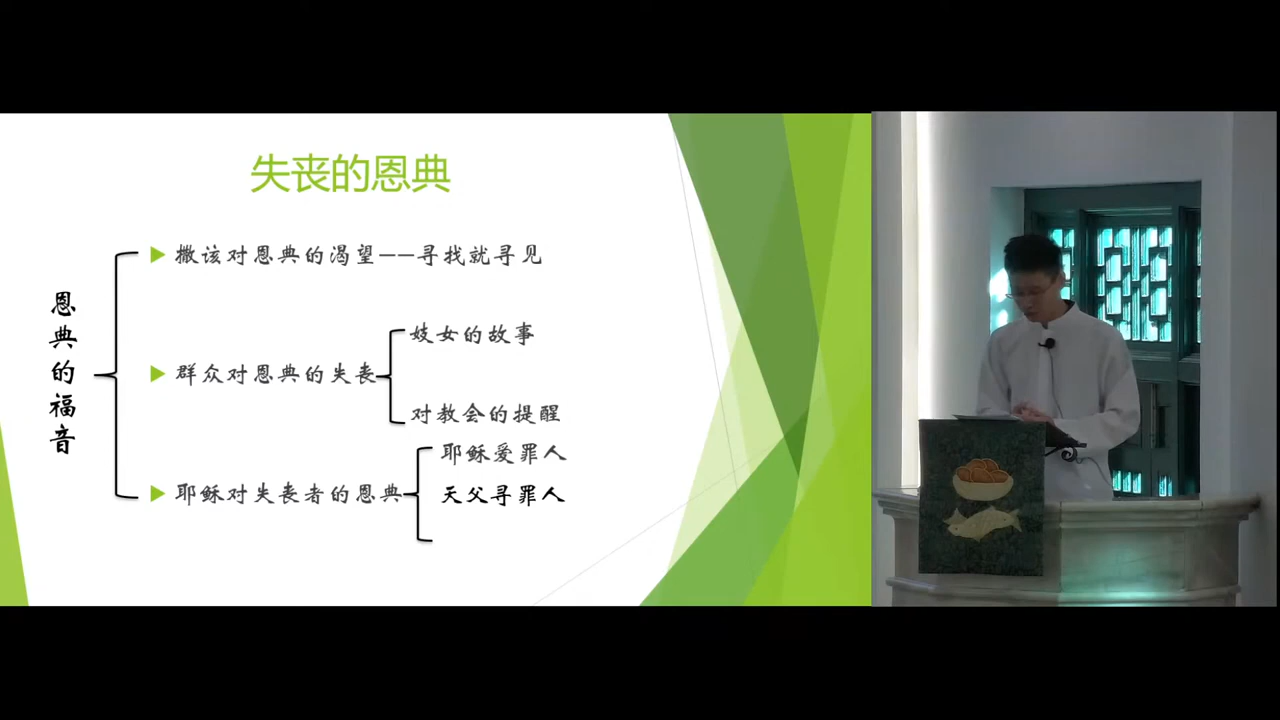 失丧的恩典
恩典的福音
撒该对恩典的渴望——寻找就寻见
群众对恩典的失丧
妓女的故事
对教会的提醒
耶稣对失丧者的恩典
耶稣爱罪人
天父寻罪人